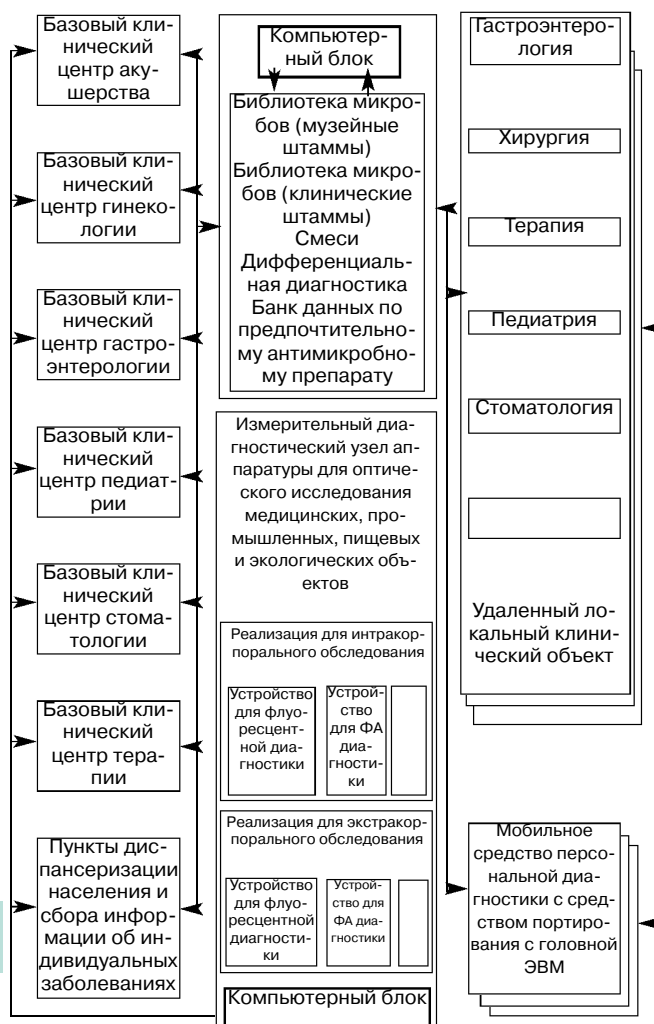 Базовый кли-
нический
центр аку-
шерства
Базовый кли-
нический
центр гинеко-
логии
Базовый кли-
нический
центр гастро-
энтерологии
Базовый кли-
нический
центр педиат-
рии
Базовый кли-
нический
центр стома-
тологии
Базовый кли-
нический
центр тера-
пии
Пункты дис-
пансеризации
населения и
сбора инфор-
мации об ин-
дивидуальных
заболеваниях
Компьютер-
ный блок
Библиотека микро-
бов (музейные
штаммы)
Библиотека микро-
бов (клинические
штаммы)
Смеси
Дифференциаль-
ная диагностика
Банк данных по
предпочтительно-
му антимикробно-
му препарату
Измерительный диа-
гностический узел ап-
паратуры для оптиче-
ского исследования
медицинских, про-
мышленных, пищевых
и экологических объ-
ектов
Реализация для интракор-
порального обследования
Устройство
для флуо-
ресцент-
ной диа-
гностики
Устрой-
ство
для ФА
диа-
гности-
ки
Реализация для экстракор-
порального обследования
Устройство
для флуо-
ресцентной
диагности-
ки
Устрой-
ство для
ФА диа-
гностики
Компьютерный блок
Гастроэнтеро-
логия
Хирургия
Терапия
Педиатрия
Стоматология
Удаленный ло-
кальный клини-
ческий объект
Мобильное
средство персо-
нальной диа-
гностики с сред-
ством портиро-
вания с головной
ЭВМ